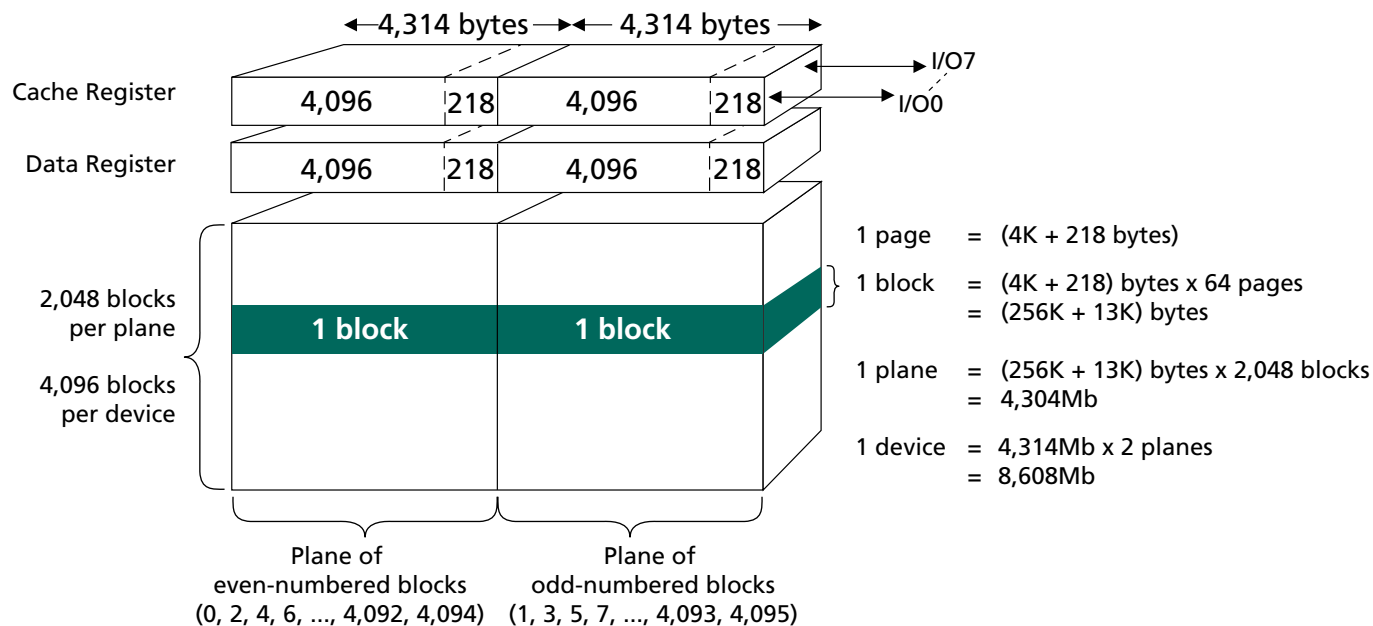 4,314 bytes 4,314 bytes
I/O7
Cache Register 4,096 218 4,096 218
I/O0
Data Register 4,096 218 4,096 218
1 page = (4K + 218 bytes)
1 block = (4K + 218) bytes x 64 pages
= (256K + 13K) bytes
2,048 blocks
per plane
4,096 blocks
per device
1 block 1 block
1 plane = (256K + 13K) bytes x 2,048 blocks
= 4,304Mb
1 device = 4,314Mb x 2 planes
= 8,608Mb
Plane of
even-numbered blocks
(0, 2, 4, 6, ..., 4,092, 4,094)
Plane of
odd-numbered blocks
(1, 3, 5, 7, ..., 4,093, 4,095)